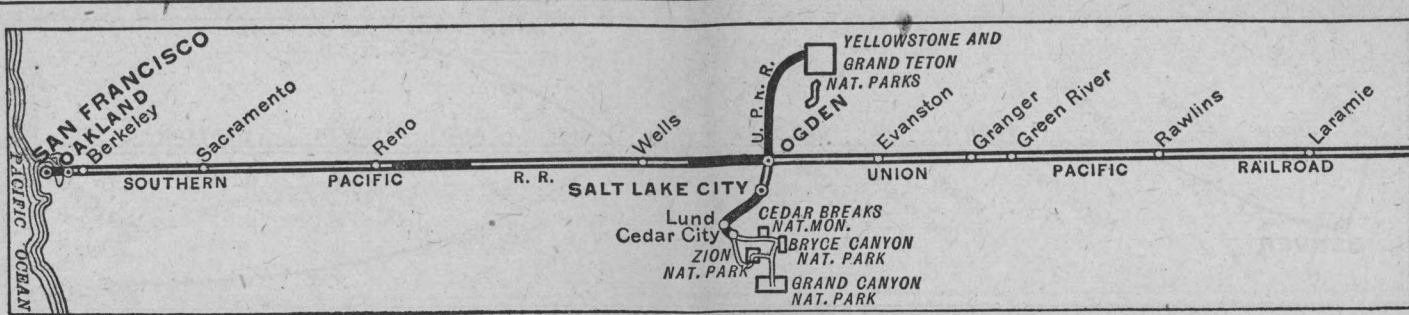 SAN FRANCISCO
OAKLAND
Berkeley
Sacramento
Reno
Wells
U. P. R. R.
OGDEN
YELLOWSTONE AND
GRAND TETON
NAT. PARKS
Evanston
Granger
Green River
Rawlins
Laramie
SOUTHERN PACIFIC R. R.
UNION PACIFIC RAILROAD
SALT LAKE CITY
Lund
Cedar City
CEDAR BREAKS
NAT. MON.
BRYCE CANYON
NAT. PARK
ZION
NAT. PARK
GRAND CANYON
NAT. PARK
PACIFIC OCEAN